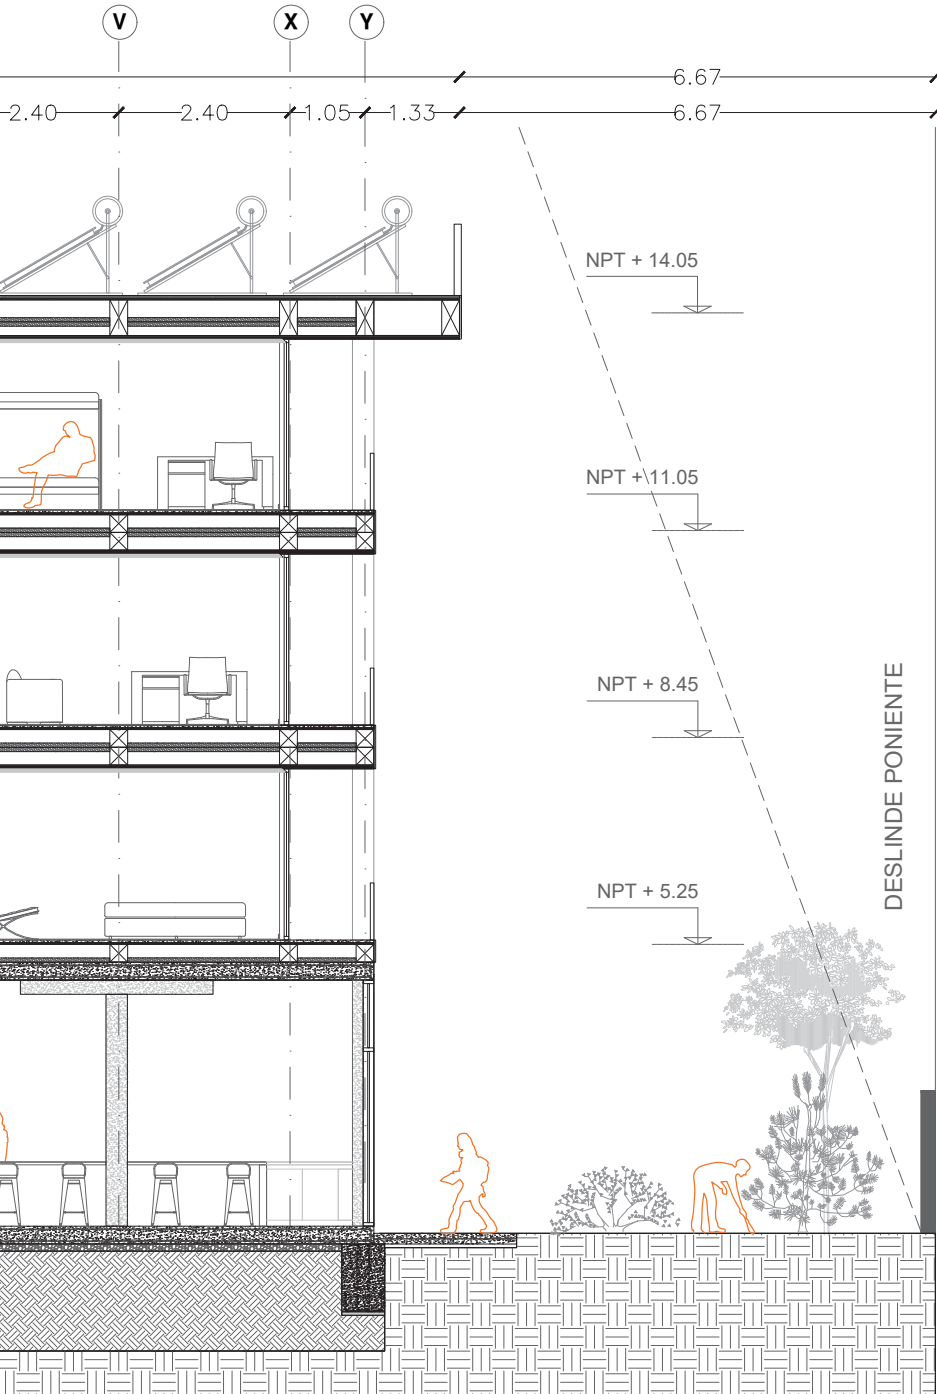 V X Y
6.67
2.40 2.40 1.05 1.33 6.67
NPT + 14.05
NPT + 11.05
NPT + 8.45
DESLINDE PONIENTE
NPT + 5.25